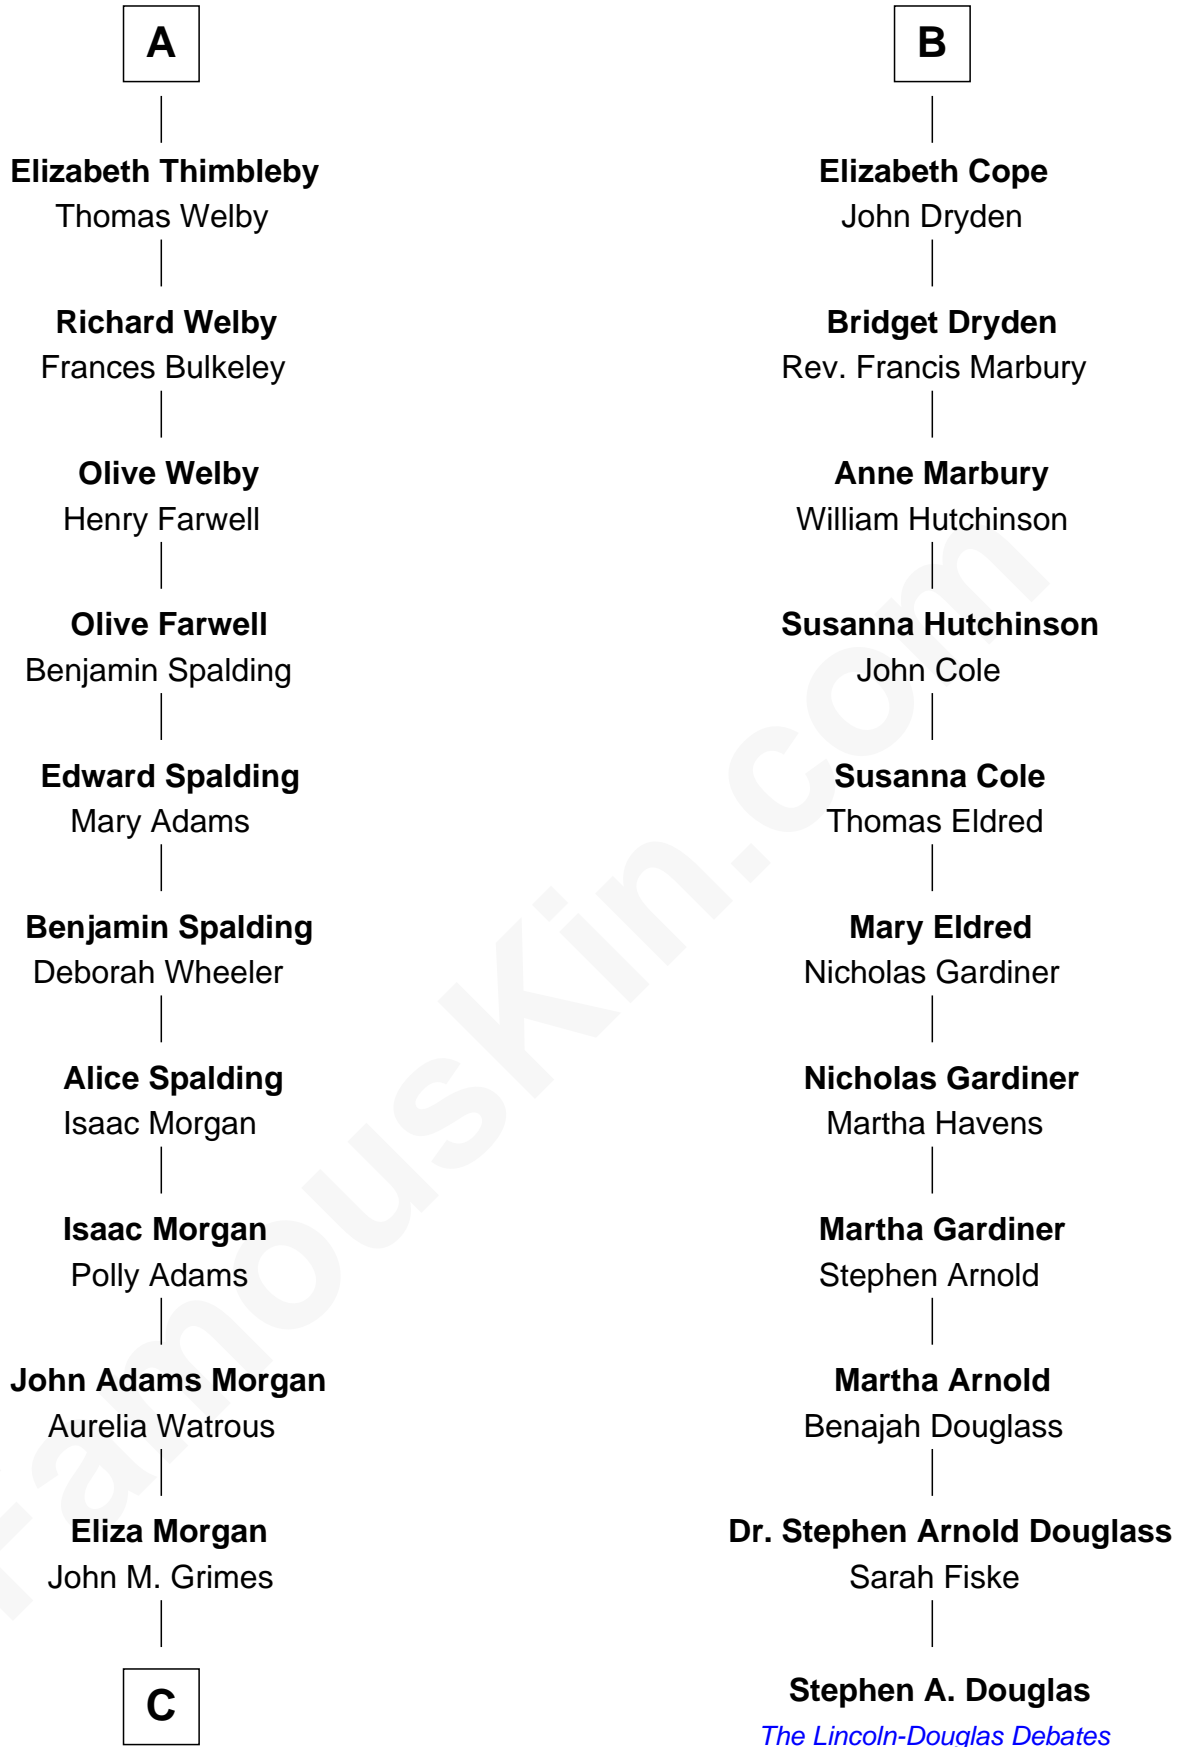 A
Elizabeth Thimbleby
Thomas Welby
Richard Welby
Frances Bulkeley
Olive Welby
Henry Farwell
Olive Farwell
Benjamin Spalding
Edward Spalding
Mary Adams
Benjamin Spalding
Deborah Wheeler
Alice Spalding
Isaac Morgan
Isaac Morgan
Polly Adams
John Adams Morgan
Aurelia Watrous
Eliza Morgan
John M. Grimes
C
B
Elizabeth Cope
John Dryden
Bridget Dryden
Rev. Francis Marbury
Anne Marbury
William Hutchinson
Susanna Hutchinson
John Cole
Susanna Cole
Thomas Eldred
Mary Eldred
Nicholas Gardiner
Nicholas Gardiner
Martha Havens
Martha Gardiner
Stephen Arnold
Martha Arnold
Benajah Douglass
Dr. Stephen Arnold Douglass
Sarah Fiske
Stephen A. Douglas
The Lincoln-Douglas Debates
FamousKin.com